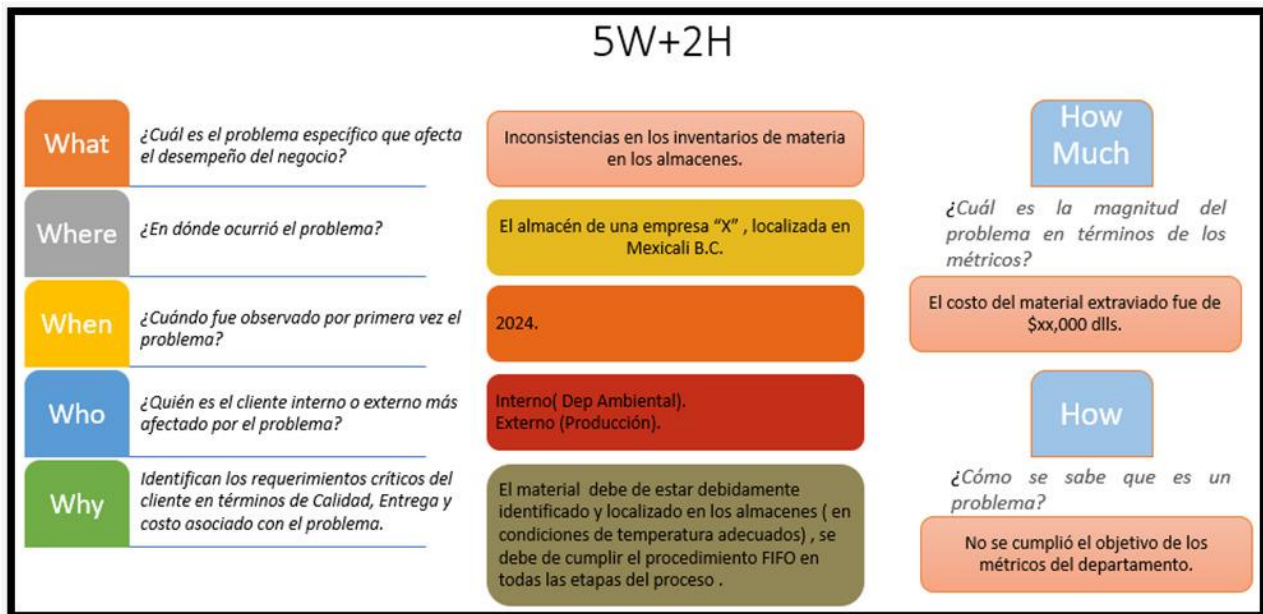 5W+2H
What
¿Cuál es el problema específico que afecta
el desempeño del negocio?
Inconsistencias en los inventarios de materia
en los almacenes.
Where
¿En dónde ocurrió el problema?
El almacén de una empresa “X” , localizada en
Mexicali B.C.
When
¿Cuándo fue observado por primera vez el
problema?
2024.
Who
¿Quién es el cliente interno o externo más
afectado por el problema?
Interno( Dep Ambiental).
Externo (Producción).
Why
Identifican los requerimientos críticos del
cliente en términos de Calidad, Entrega y
costo asociado con el problema.
El material debe de estar debidamente
identificado y localizado en los almacenes ( en
condiciones de temperatura adecuados) , se
debe de cumplir el procedimiento FIFO en
todas las etapas del proceso .
How
Much
¿Cuál es la magnitud del
problema en términos de los
métricos?
El costo del material extraviado fue de
$xx,000 dlls.
How
¿Cómo se sabe que es un
problema?
No se cumplió el objetivo de los
métricos del departamento.